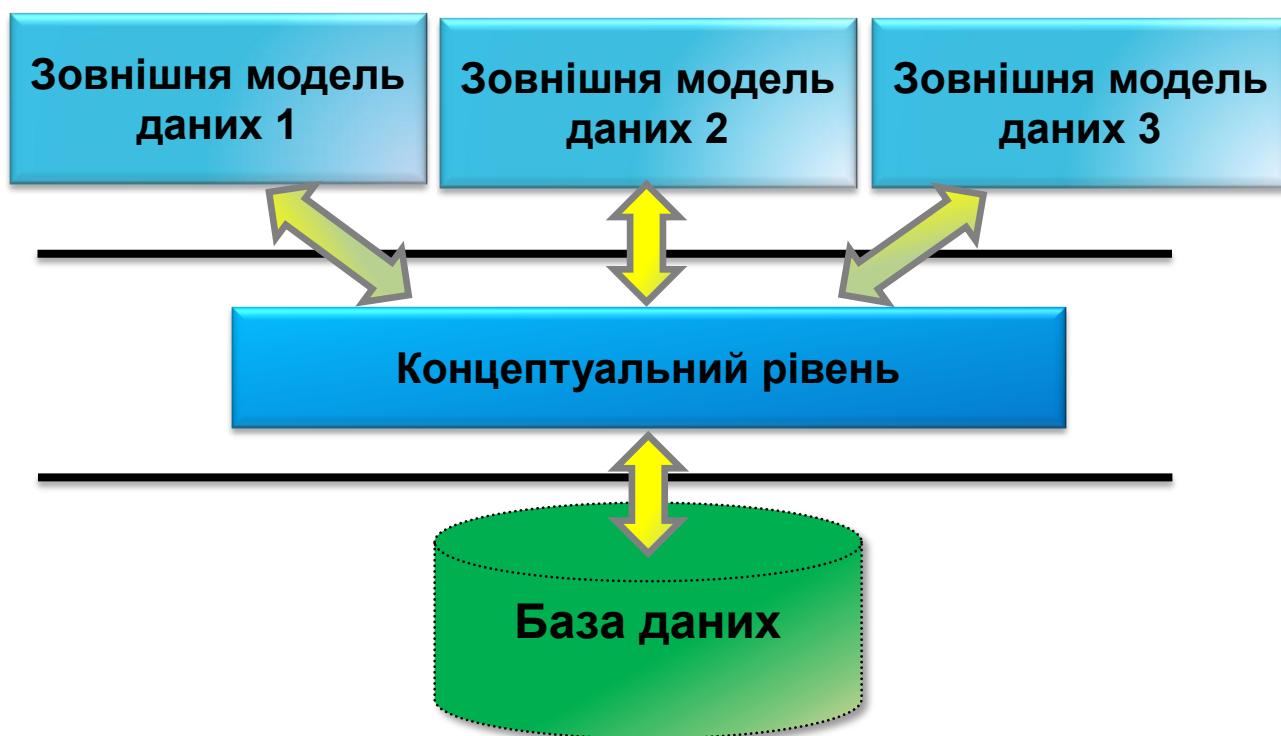 Зовнішня модель
даних 1
Зовнішня модель
даних 2
Зовнішня модель
даних 3
Концептуальний рівень
База даних